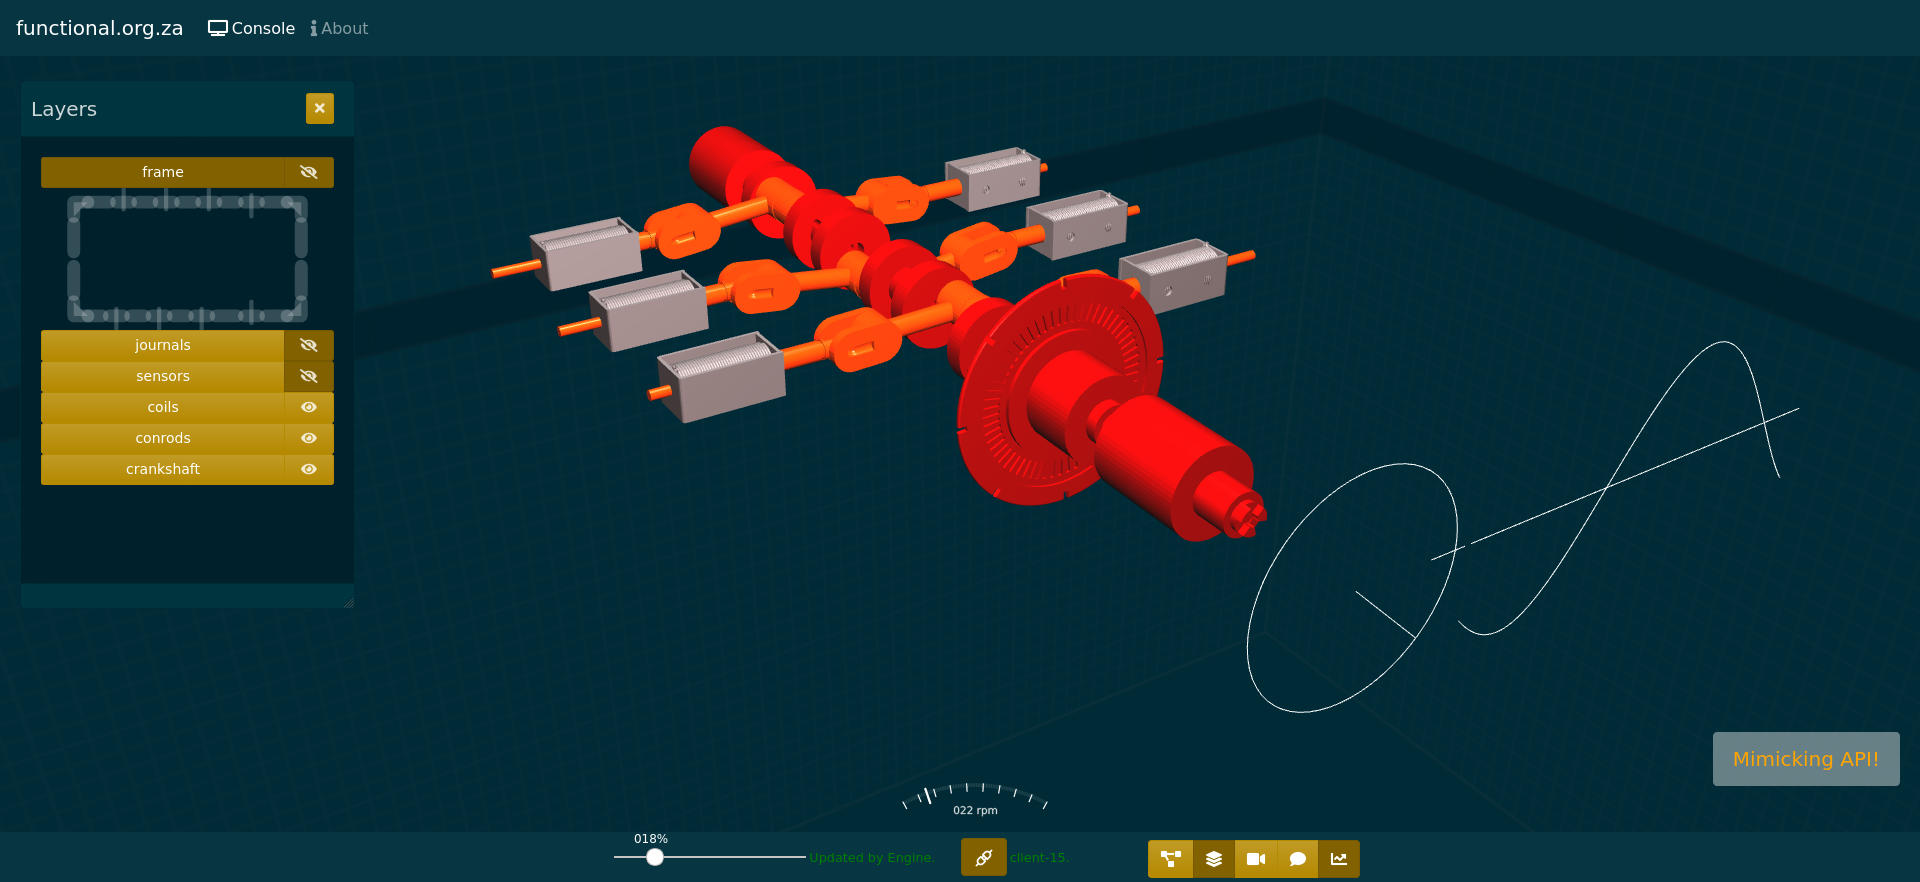 functional.org.za Console About
Layers
frame
journals
sensors
coils
conrods
crankshaft
Mimicking API!
022 rpm
018%
Updated by Engine. client-15.